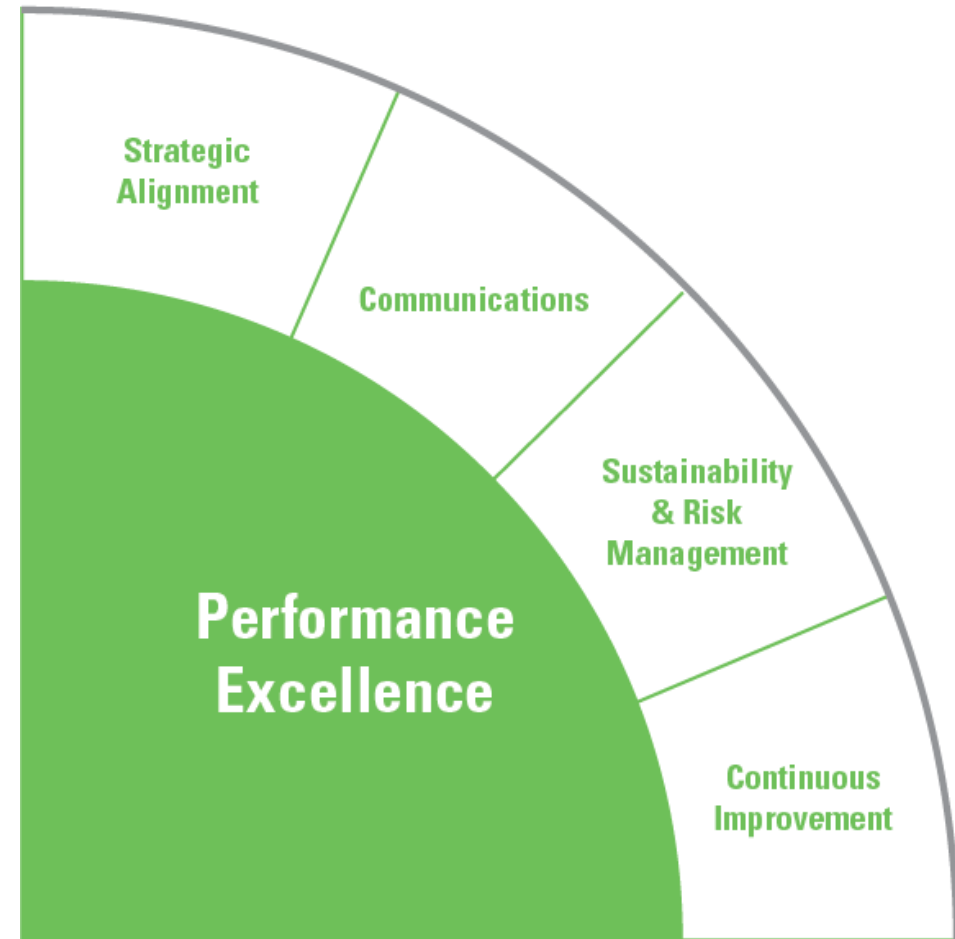 Strategic
Alignment
Communications
Sustainability
& Risk
Management
Performance
Excellence
Continuous
Improvement